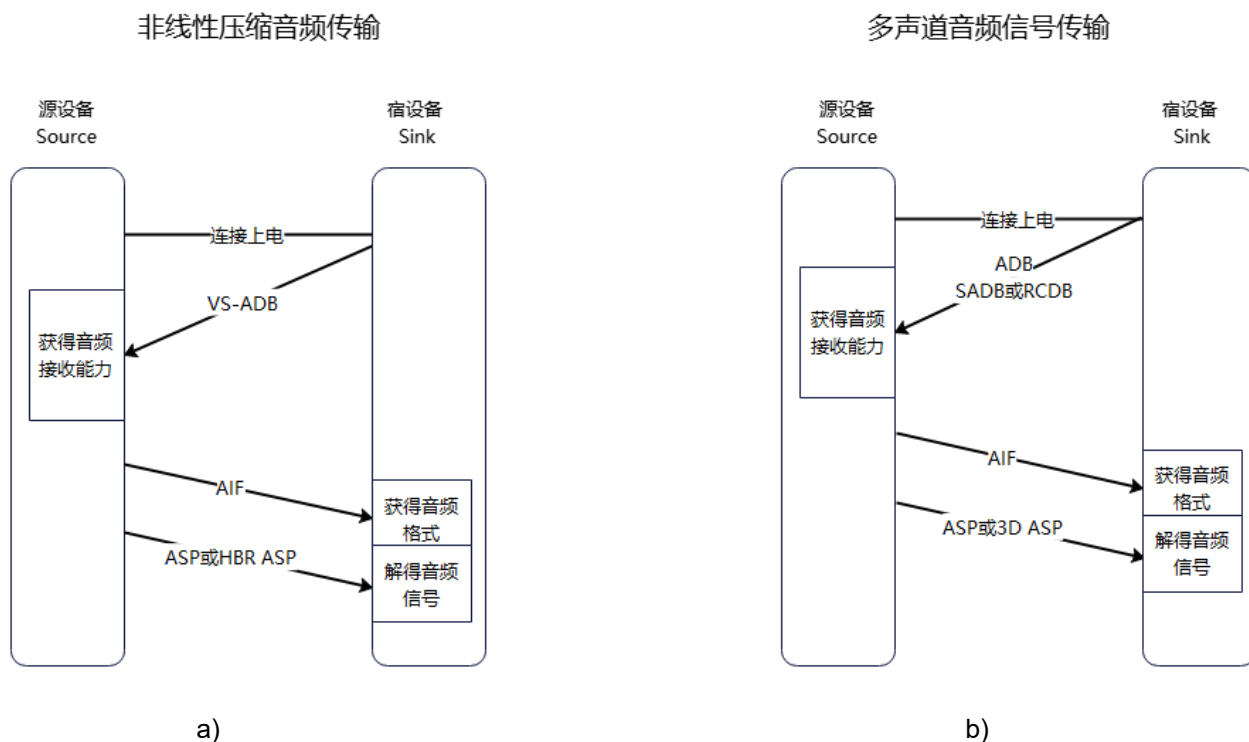 非线性压缩音频传输
源设备
Source
宿设备
Sink
连接上电
VS-ADB
获得音频
接收能力
AIF
获得音频
格式
ASP或HBR ASP
解得音频
信号
a)
多声道音频信号传输
源设备
Source
宿设备
Sink
连接上电
ADB
SADB或RCDB
获得音频
接收能力
AIF
获得音频
格式
ASP或3D ASP
解得音频
信号
b)